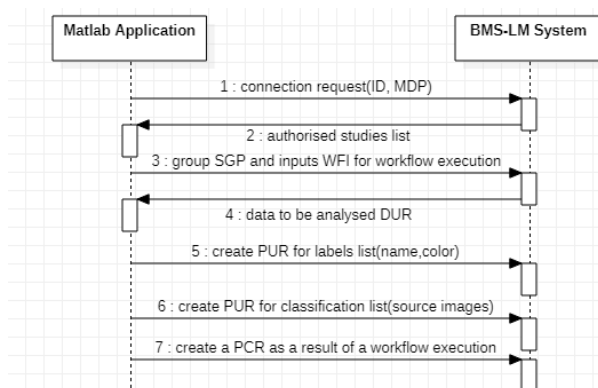 Matlab Application
BMS-LM System
1 : connection request(ID, MDP)
2 : authorised studies list
3 : group SGP and inputs WFI for workflow execution
4 : data to be analysed DUR
5 : create PUR for labels list(name,color)
6 : create PUR for classification list(source images)
7 : create a PCR as a result of a workflow execution